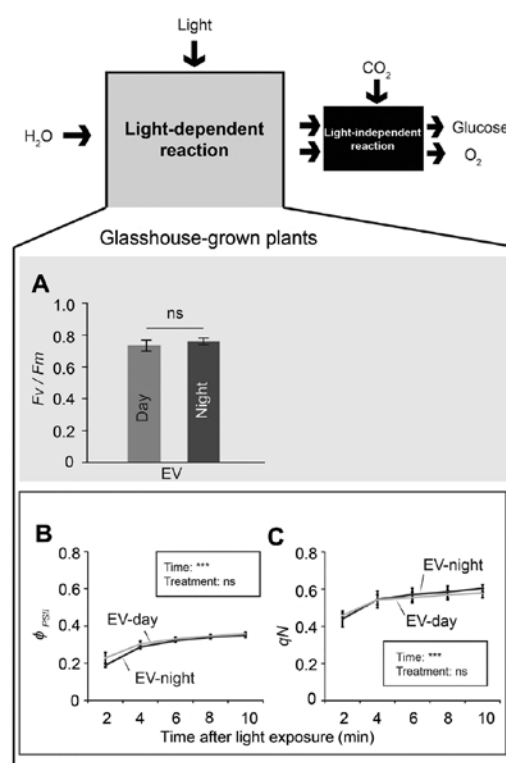 Light
CO2
H2O
Light-dependent
reaction
Light-independent
reaction
Glucose
O2
Glasshouse-grown plants
A
Fv / Fm
1.0
0.8
0.6
0.4
0.2
0
ns
Day
Night
EV
B
ϕPSII
0.8
0.6
0.4
0.2
0
Time: ***
Treatment: ns
EV-day
EV-night
2 4 6 8 10
C
qN
0.8
0.6
0.4
0.2
0
EV-night
EV-day
Time: ***
Treatment: ns
2 4 6 8 10
Time after light exposure (min)